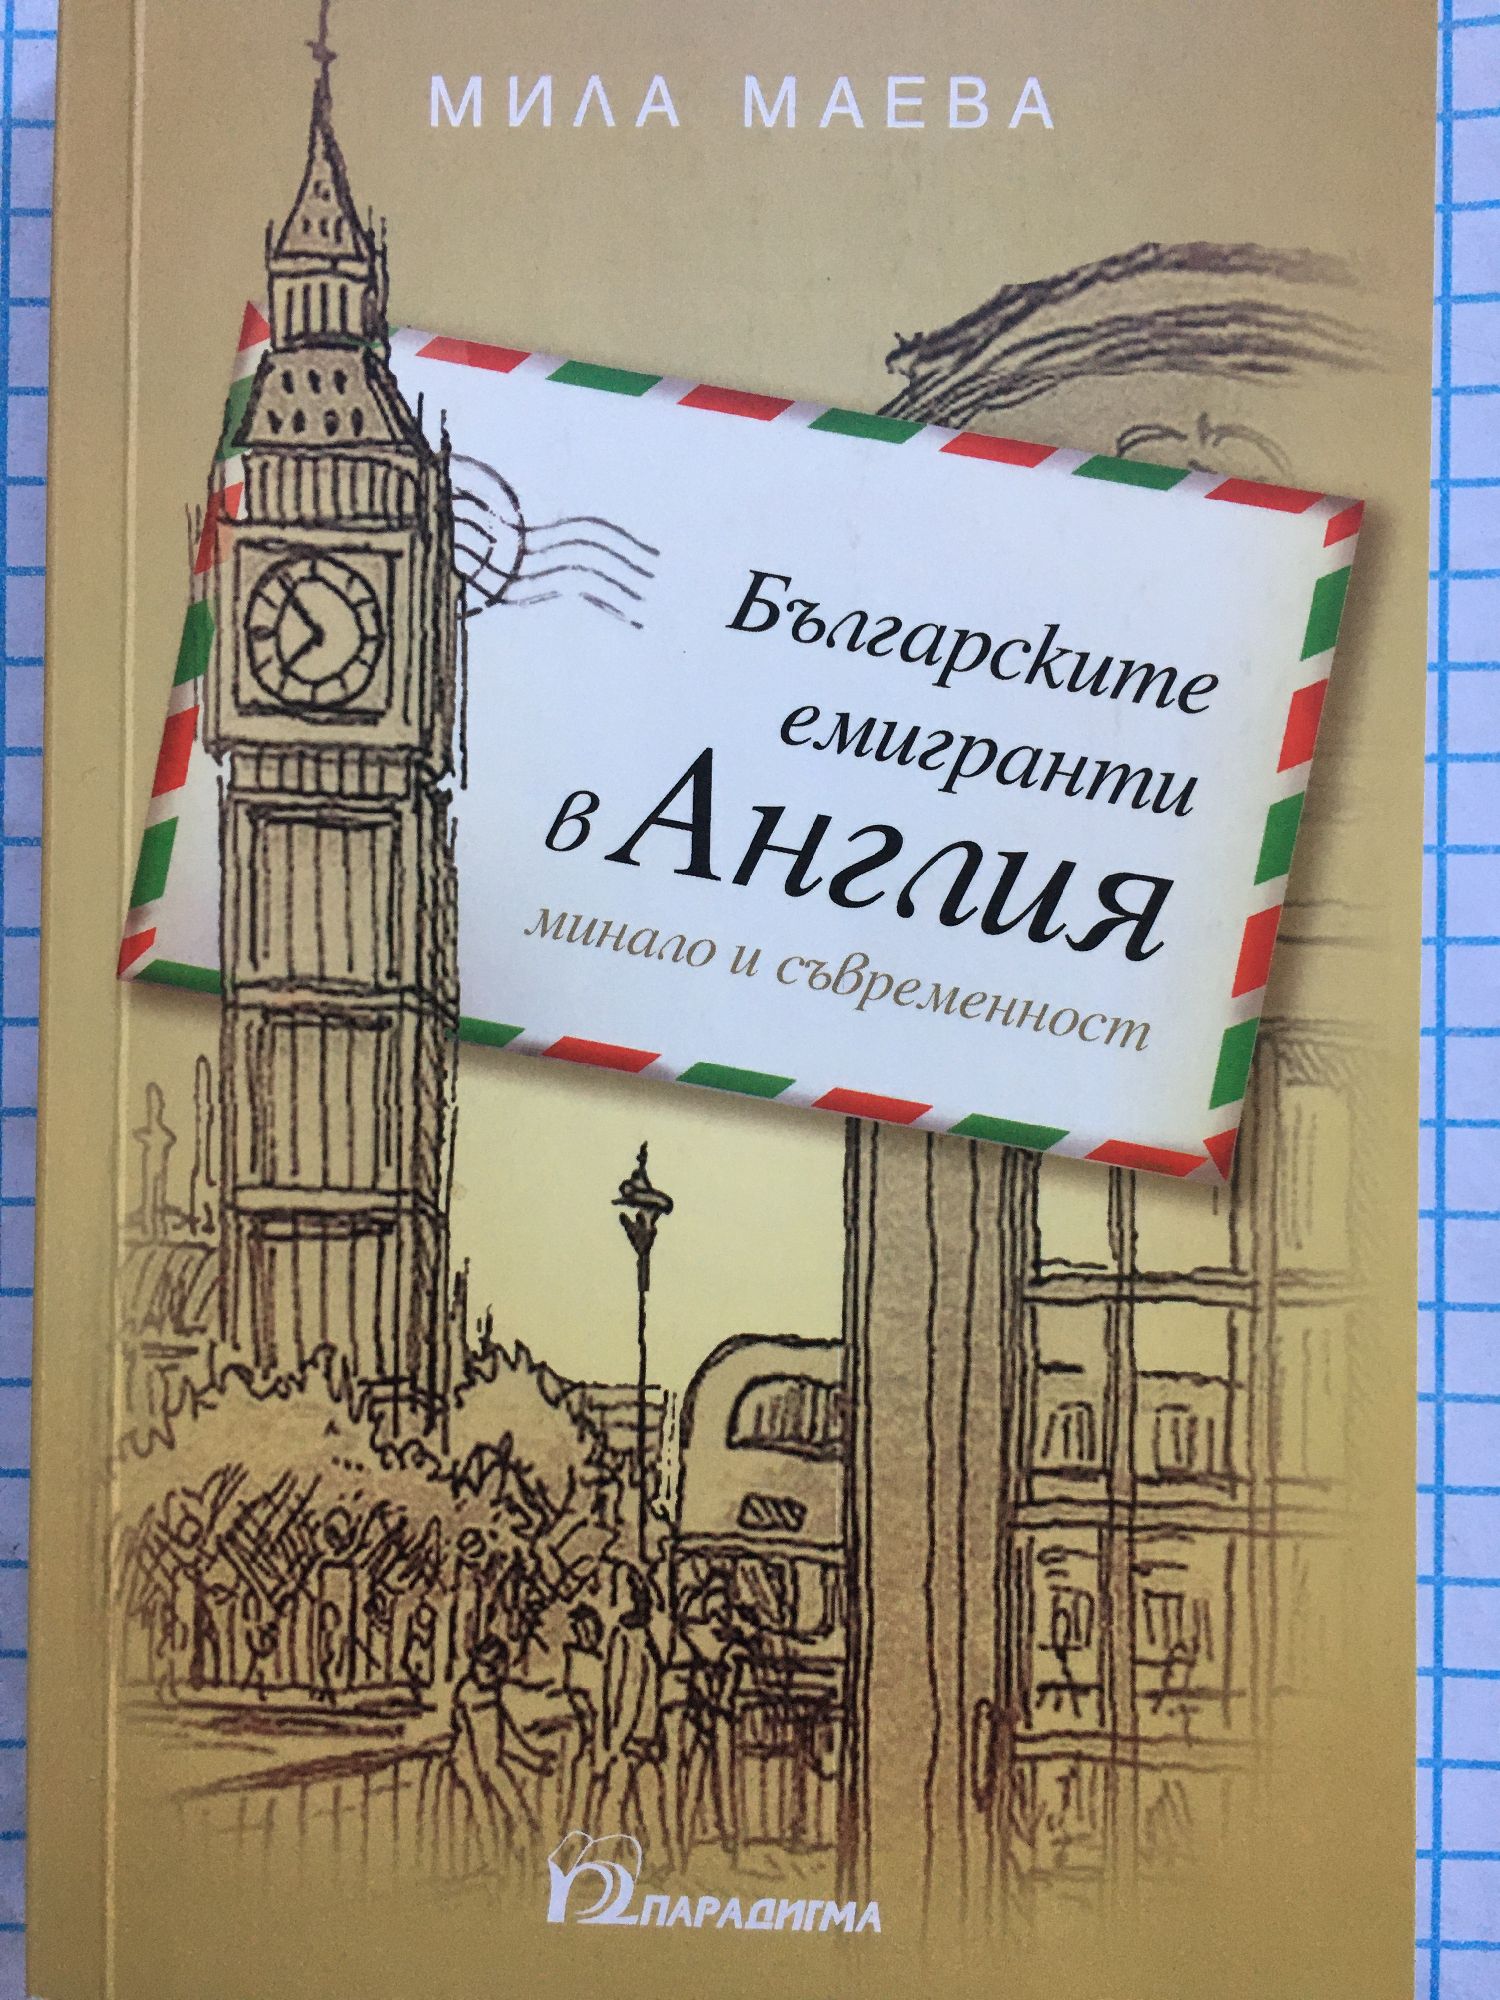 МИЛА МАЕВА
Българските
емигранти
в Англия
минало и съвременност
ПАРАДИГМА